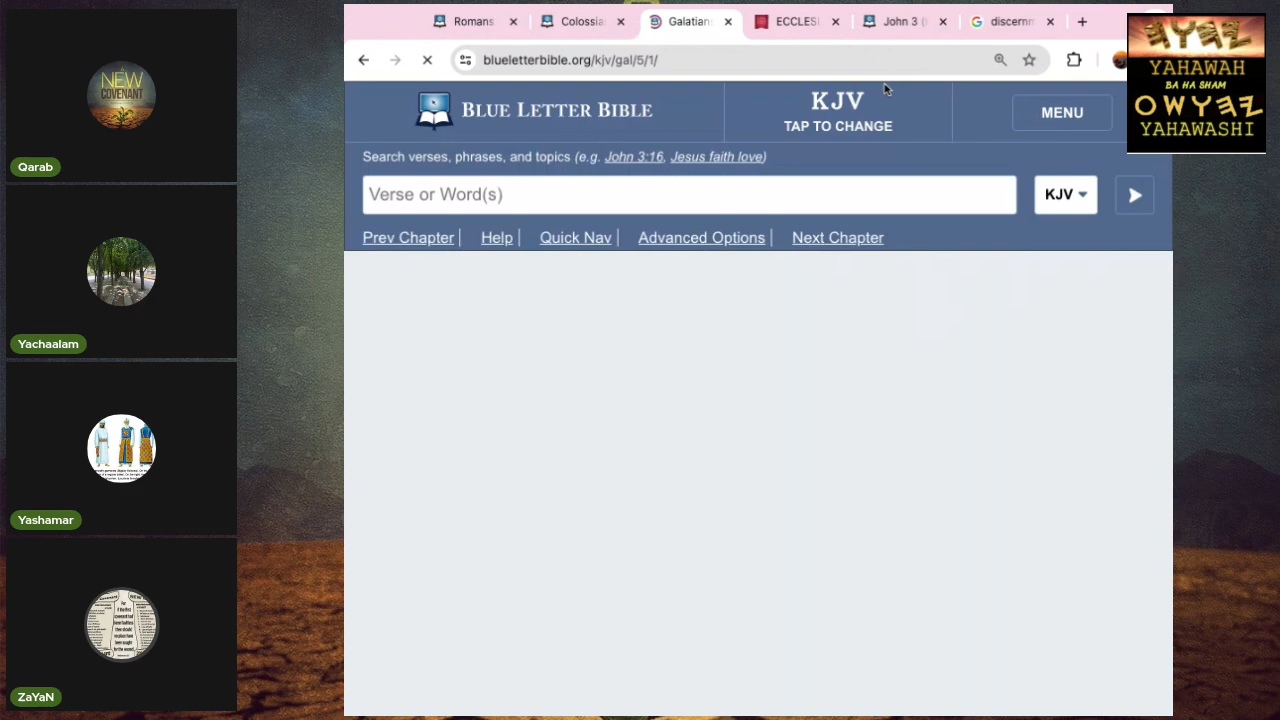 NEW
COVENANT
Qarab
Yachaalam
Yashamar
ZaYaN
Romans
Colossia
Galatian
ECCLESI
John 3 (
discernm
blueletterbible.org/kjv/gal/5/1/
BLUE LETTER BIBLE
KJV
TAP TO CHANGE
MENU
Search verses, phrases, and topics (e.g. John 3:16, Jesus faith love)
Verse or Word(s)
KJV
Prev Chapter | Help | Quick Nav | Advanced Options | Next Chapter
YAHAWAH
BA HA SHAM
YAHAWASHI